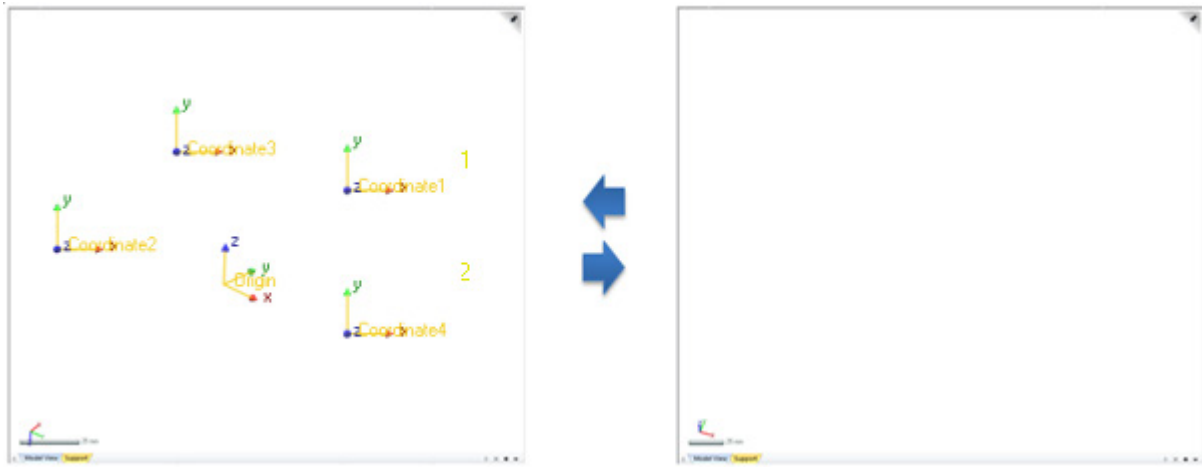 y
z Coordinate3 x
y
1
z Coordinate1 x
y
z Coordinate2 x
z
y
Origin
x
2
y
z Coordinate4 x
Model View Support
Model View Support